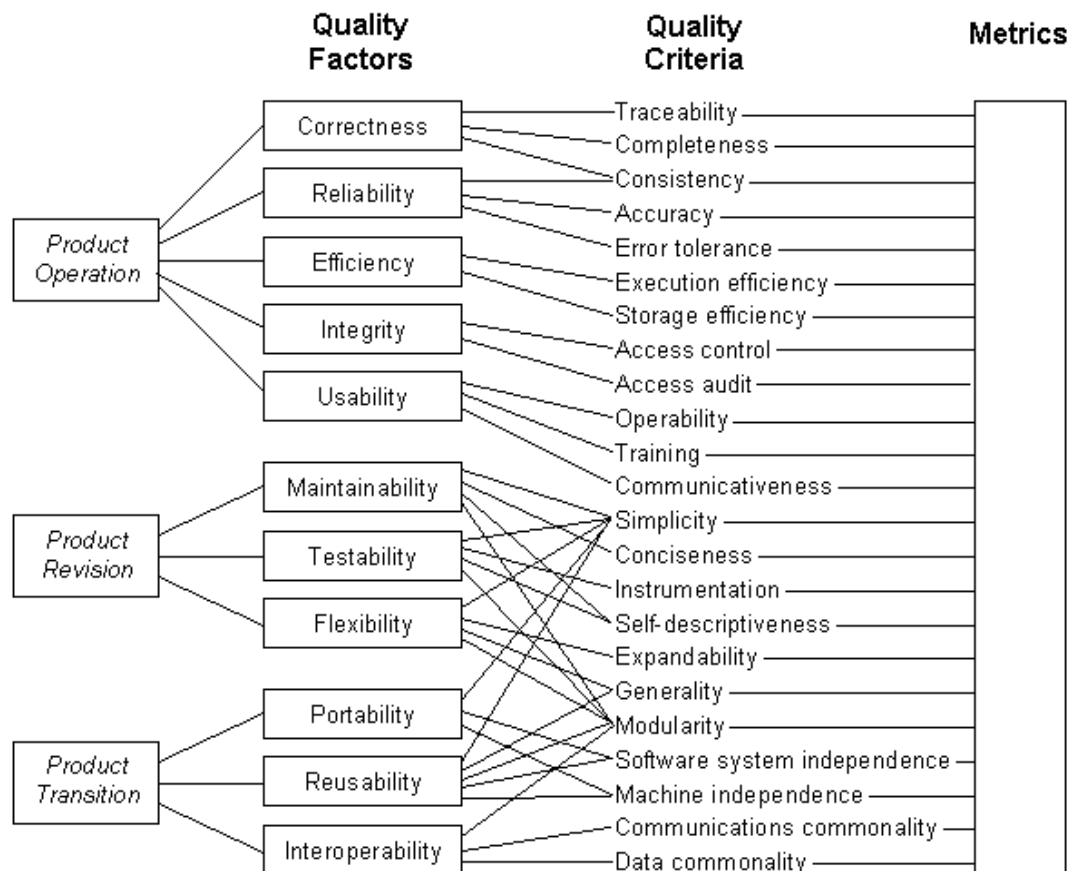 Quality
Factors
Quality
Criteria
Metrics
Product
Operation
Product
Revision
Product
Transition
Correctness
Reliability
Efficiency
Integrity
Usability
Maintainability
Testability
Flexibility
Portability
Reusability
Interoperability
Traceability
Completeness
Consistency
Accuracy
Error tolerance
Execution efficiency
Storage efficiency
Access control
Access audit
Operability
Training
Communicativeness
Simplicity
Conciseness
Instrumentation
Self-descriptiveness
Expandability
Generality
Modularity
Software system independence
Machine independence
Communications commonality
Data commonality